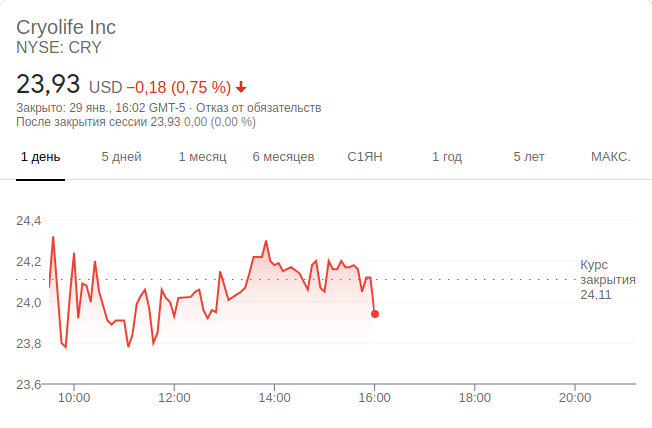 Cryolife Inc
NYSE: CRY
23,93 USD −0,18 (0,75 %)
Закрыто: 29 янв., 16:02 GMT-5 · Отказ от обязательств
После закрытия сессии 23,93 0,00 (0,00 %)
1 день 5 дней 1 месяц 6 месяцев С1ЯН 1 год 5 лет МАКС.
24,4
24,2
24,0
23,8
23,6
Курс
закрытия
24,11
10:00 12:00 14:00 16:00 18:00 20:00